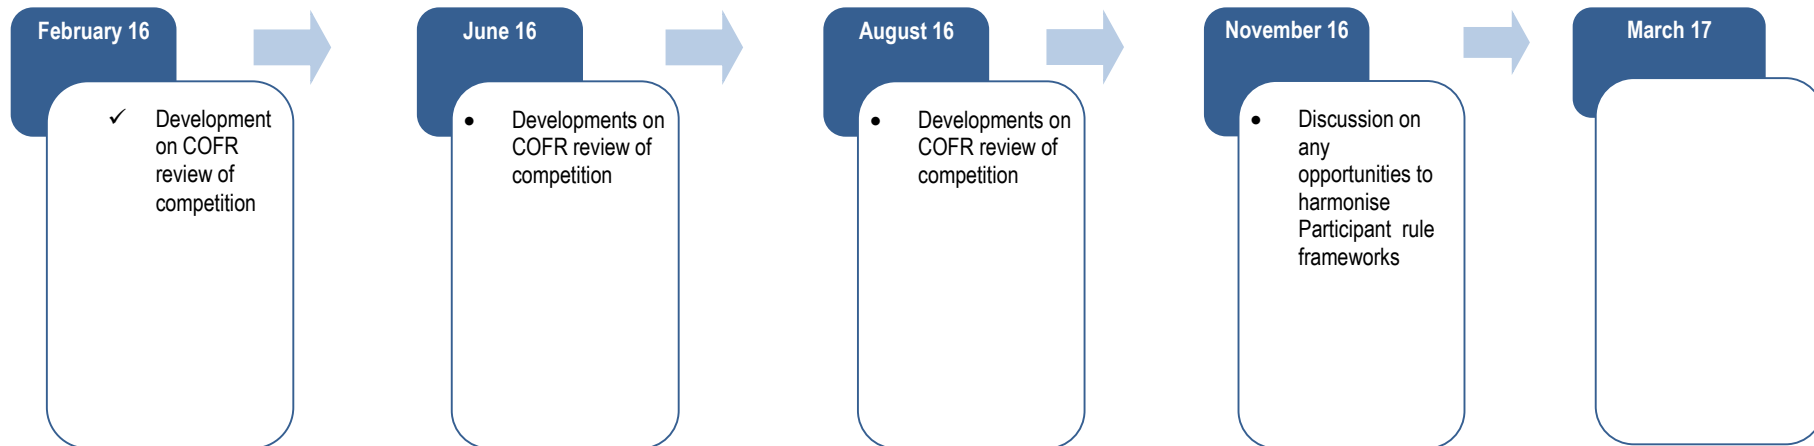 February 16
June 16
August 16
November 16
March 17
✓ Development
on COFR
review of
competition
• Developments on
COFR review of
competition
• Developments on
COFR review of
competition
• Discussion on
any
opportunities to
harmonise
Participant rule
frameworks